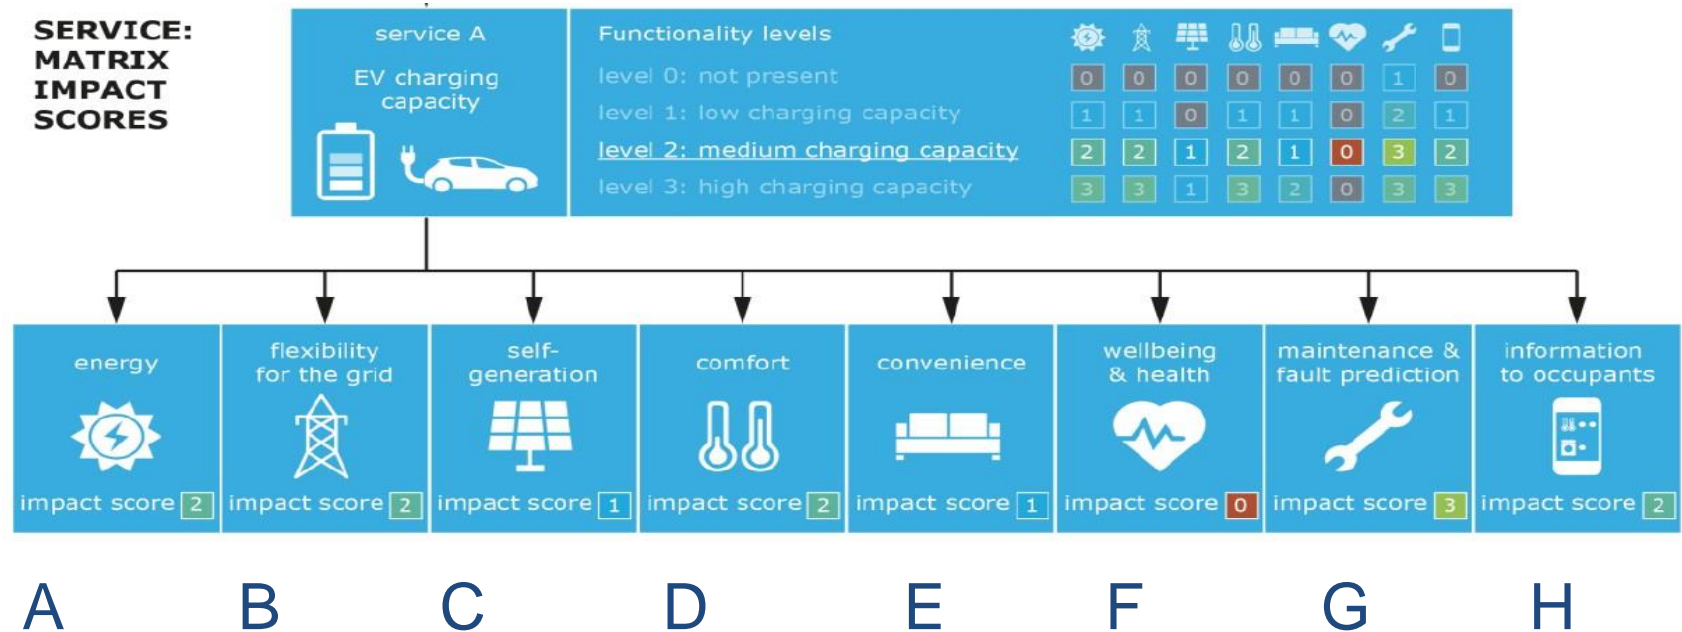 SERVICE:
MATRIX
IMPACT
SCORES
service A
EV charging
capacity
Functionality levels
level 0: not present 0 0 0 0 0 0 1 0
level 1: low charging capacity 1 1 0 1 1 0 2 1
level 2: medium charging capacity 2 2 1 2 1 0 3 2
level 3: high charging capacity 3 3 1 3 2 0 3 3
energy
impact score 2
flexibility
for the grid
impact score 2
self-
generation
impact score 1
comfort
impact score 2
convenience
impact score 1
wellbeing
& health
impact score 0
maintenance &
fault prediction
impact score 3
information
to occupants
impact score 2
A B C D E F G H